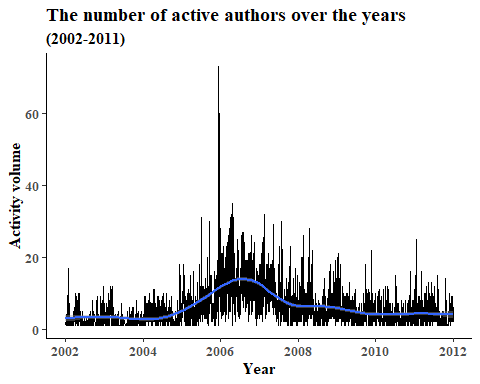 The number of active authors over the years
(2002-2011)
Activity volume
60
40
20
0
2002 2004 2006 2008 2010 2012
Year